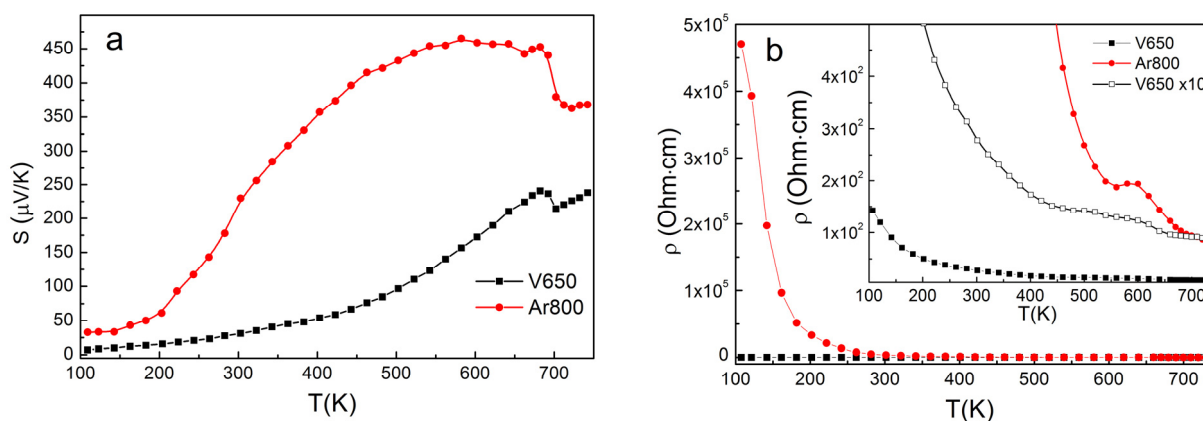 a
450
400
350
300
250
200
150
100
50
0
S (μV/K)
V650
Ar800
100 200 300 400 500 600 700
T(K)
b
5x10⁵
4x10⁵
3x10⁵
2x10⁵
1x10⁵
0
ρ (Ohm·cm)
100 200 300 400 500 600 700
T(K)
4x10²
3x10²
2x10²
1x10²
ρ (Ohm·cm)
V650
Ar800
V650 x10
100 200 300 400 500 600 700
T(K)